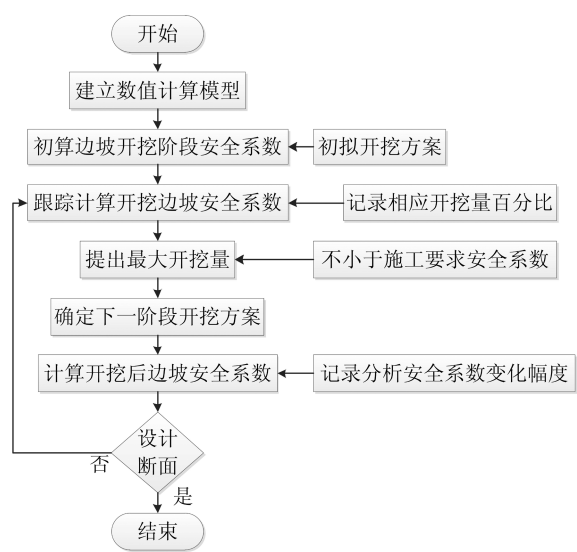 开始
建立数值计算模型
初算边坡开挖阶段安全系数
初拟开挖方案
跟踪计算开挖边坡安全系数
记录相应开挖量百分比
提出最大开挖量
不小于施工要求安全系数
确定下一阶段开挖方案
计算开挖后边坡安全系数
记录分析安全系数变化幅度
设计
断面
否
是
结束